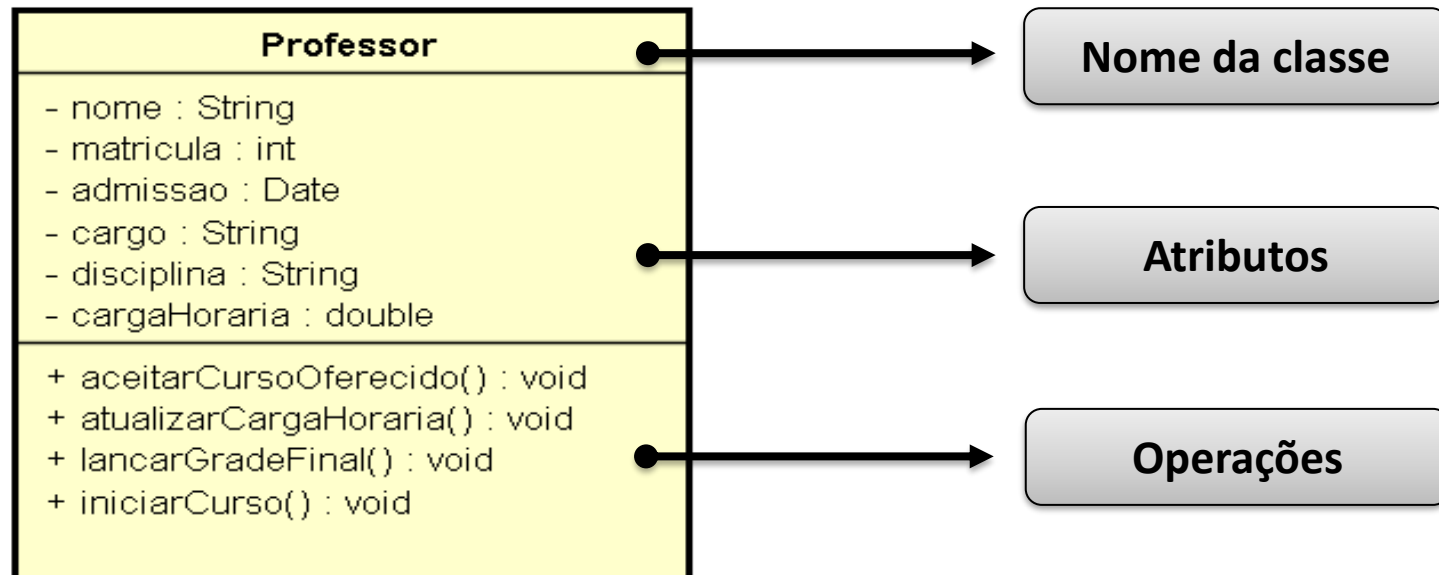 Professor
- nome : String
- matricula : int
- admissao : Date
- cargo : String
- disciplina : String
- cargaHoraria : double
+ aceitarCursoOferecido() : void
+ atualizarCargaHoraria() : void
+ lancarGradeFinal() : void
+ iniciarCurso() : void
Nome da classe
Atributos
Operações